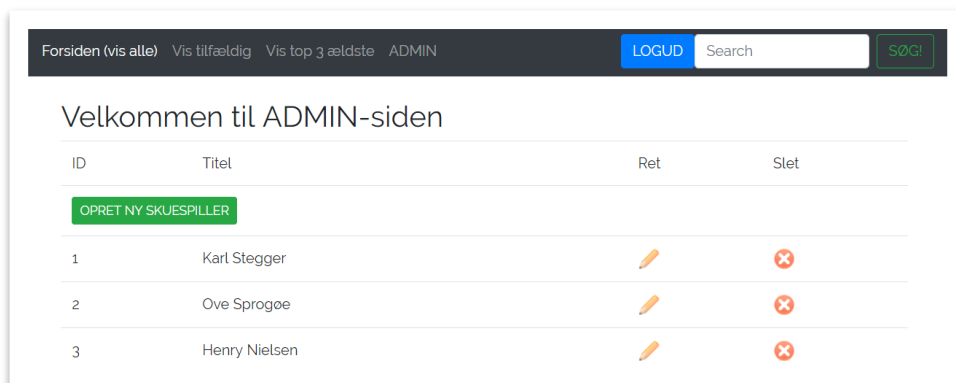 Forsiden (vis alle) Vis tilfældig Vis top 3 ældste ADMIN LOGUD Search SØG!
Velkommen til ADMIN-siden
ID Titel Ret Slet
OPRET NY SKUESPILLER
1 Karl Stegger
2 Ove Sprogøe
3 Henry Nielsen